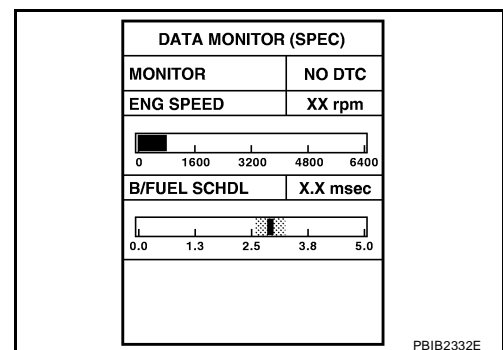 DATA MONITOR (SPEC)
MONITOR NO DTC
ENG SPEED XX rpm
0 1600 3200 4800 6400
B/FUEL SCHDL X.X msec
0.0 1.3 2.5 3.8 5.0
PBIB2332E